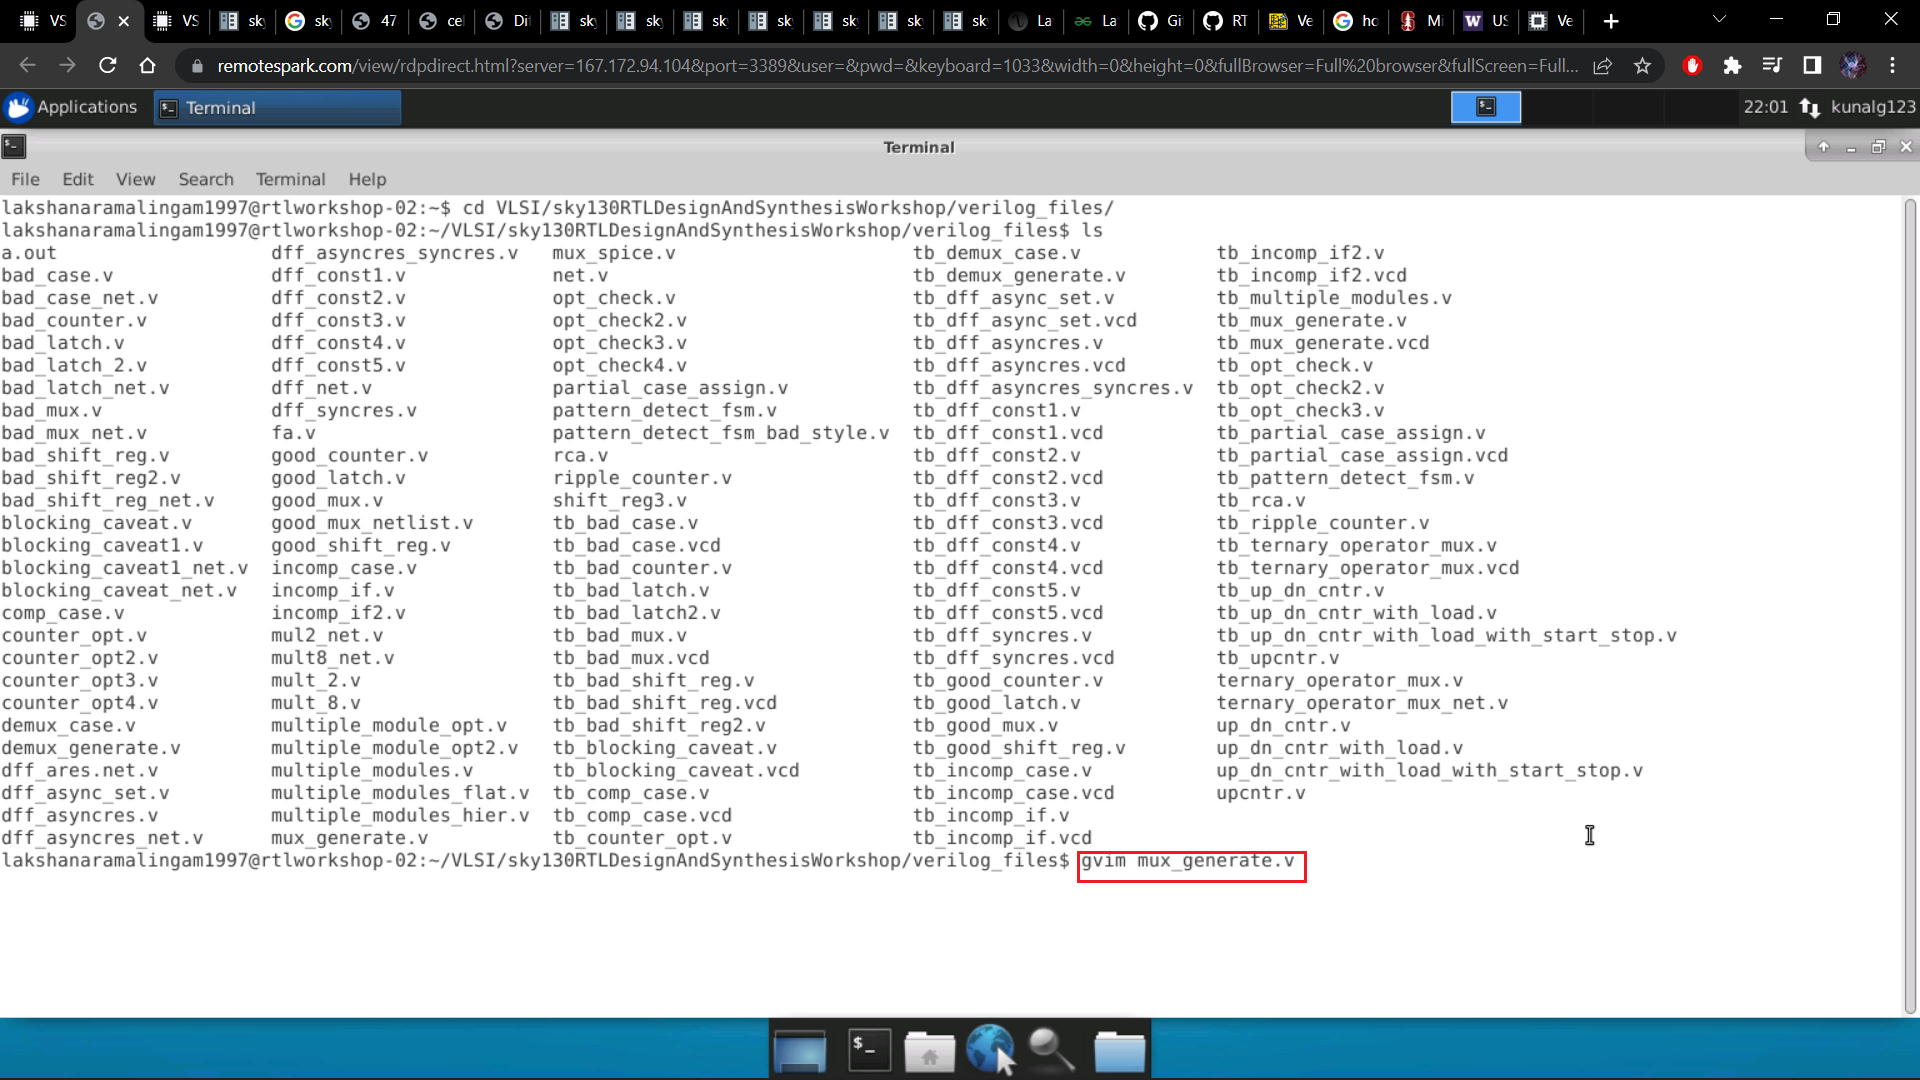 VS
VS
sky
sky
47
cel
Di
sk
sk
sk
sk
sk
sk
sk
La
La
Gi
RT
Ve
ho
Mi
US
Ve
remotespark.com/view/rdpdirect.html?server=167.172.94.104&port=3389&user=&pwd=&keyboard=1033&width=0&height=0&fullBrowser=Full%20browser&fullScreen=Full...
Applications Terminal 22:01 kunalg123
Terminal
File Edit View Search Terminal Help
lakshanaramalingam1997@rtlworkshop-02:~$ cd VLSI/sky130RTLDesignAndSynthesisWorkshop/verilog_files/
lakshanaramalingam1997@rtlworkshop-02:~/VLSI/sky130RTLDesignAndSynthesisWorkshop/verilog_files$ ls
a.out dff_asyncres_syncres.v mux_spice.v tb_demux_case.v tb_incomp_if2.v
bad_case.v dff_const1.v net.v tb_demux_generate.v tb_incomp_if2.vcd
bad_case_net.v dff_const2.v opt_check.v tb_dff_async_set.v tb_multiple_modules.v
bad_counter.v dff_const3.v opt_check2.v tb_dff_async_set.vcd tb_mux_generate.v
bad_latch.v dff_const4.v opt_check3.v tb_dff_asyncres.v tb_mux_generate.vcd
bad_latch_2.v dff_const5.v opt_check4.v tb_dff_asyncres.vcd tb_opt_check.v
bad_latch_net.v dff_net.v partial_case_assign.v tb_dff_asyncres_syncres.v tb_opt_check2.v
bad_mux.v dff_syncres.v pattern_detect_fsm.v tb_dff_const1.v tb_opt_check3.v
bad_mux_net.v fa.v pattern_detect_fsm_bad_style.v tb_dff_const1.vcd tb_partial_case_assign.v
bad_shift_reg.v good_counter.v rca.v tb_dff_const2.v tb_partial_case_assign.vcd
bad_shift_reg2.v good_latch.v ripple_counter.v tb_dff_const2.vcd tb_pattern_detect_fsm.v
bad_shift_reg_net.v good_mux.v shift_reg3.v tb_dff_const3.v tb_rca.v
blocking_caveat.v good_mux_netlist.v tb_bad_case.v tb_dff_const3.vcd tb_ripple_counter.v
blocking_caveat1.v good_shift_reg.v tb_bad_case.vcd tb_dff_const4.v tb_ternary_operator_mux.v
blocking_caveat1_net.v incomp_case.v tb_bad_counter.v tb_dff_const4.vcd tb_ternary_operator_mux.vcd
blocking_caveat_net.v incomp_if.v tb_bad_latch.v tb_dff_const5.v tb_up_dn_cntr.v
comp_case.v incomp_if2.v tb_bad_latch2.v tb_dff_const5.vcd tb_up_dn_cntr_with_load.v
counter_opt.v mul2_net.v tb_bad_mux.v tb_dff_syncres.v tb_up_dn_cntr_with_load_with_start_stop.v
counter_opt2.v mult8_net.v tb_bad_mux.vcd tb_dff_syncres.vcd tb_upcntr.v
counter_opt3.v mult_2.v tb_bad_shift_reg.v tb_good_counter.v ternary_operator_mux.v
counter_opt4.v mult_8.v tb_bad_shift_reg.vcd tb_good_latch.v ternary_operator_mux_net.v
demux_case.v multiple_module_opt.v tb_bad_shift_reg2.v tb_good_mux.v up_dn_cntr.v
demux_generate.v multiple_module_opt2.v tb_blocking_caveat.v tb_good_shift_reg.v up_dn_cntr_with_load.v
dff_ares.net.v multiple_modules.v tb_blocking_caveat.vcd tb_incomp_case.v up_dn_cntr_with_load_with_start_stop.v
dff_async_set.v multiple_modules_flat.v tb_comp_case.v tb_incomp_case.vcd upcntr.v
dff_asyncres.v multiple_modules_hier.v tb_comp_case.vcd tb_incomp_if.v
dff_asyncres_net.v mux_generate.v tb_counter_opt.v tb_incomp_if.vcd
lakshanaramalingam1997@rtlworkshop-02:~/VLSI/sky130RTLDesignAndSynthesisWorkshop/verilog_files$ gvim mux_generate.v